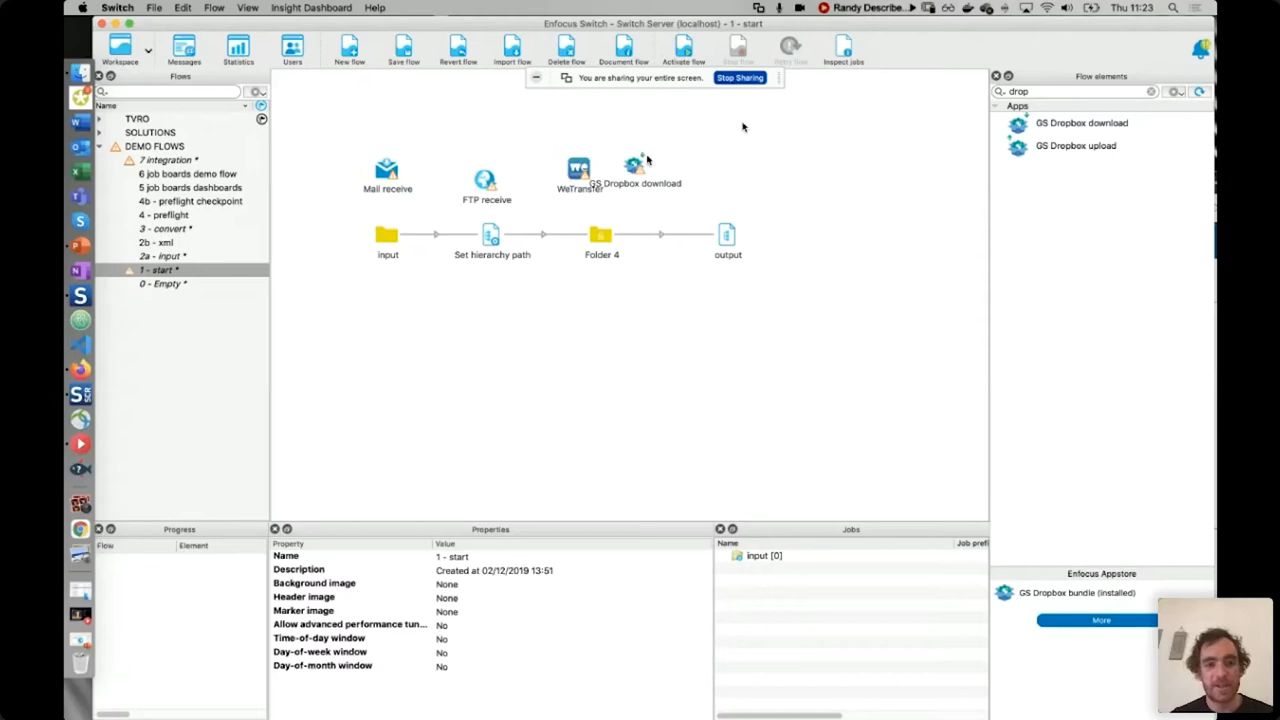 Switch File Edit Flow View Insight Dashboard Help
Randy Describe... Thu 11:23
Enfocus Switch - Switch Server (localhost) - 1 - start
Workspace Messages Statistics Users New flow Save flow Revert flow Import flow Delete flow Document flow Activate flow Stop flow Retry flow Inspect jobs
You are sharing your entire screen. Stop Sharing
Flows
Name
TVRO
SOLUTIONS
DEMO FLOWS
7 integration *
6 job boards demo flow
5 job boards dashboards
4b - preflight checkpoint
4 - preflight
3 - convert *
2b - xml
2a - input *
1 - start *
0 - Empty *
Mail receive
FTP receive
WeTransfer
GS Dropbox download
input
Set hierarchy path
Folder 4
output
Flow elements
drop
Apps
GS Dropbox download
GS Dropbox upload
Progress
Flow Element
Properties
Property Value
Name 1 - start
Description Created at 02/12/2019 13:51
Background image None
Header image None
Marker image None
Allow advanced performance tun... No
Time-of-day window No
Day-of-week window No
Day-of-month window No
Jobs
Name Job prefi
input [0]
Enfocus Appstore
GS Dropbox bundle (installed)
More